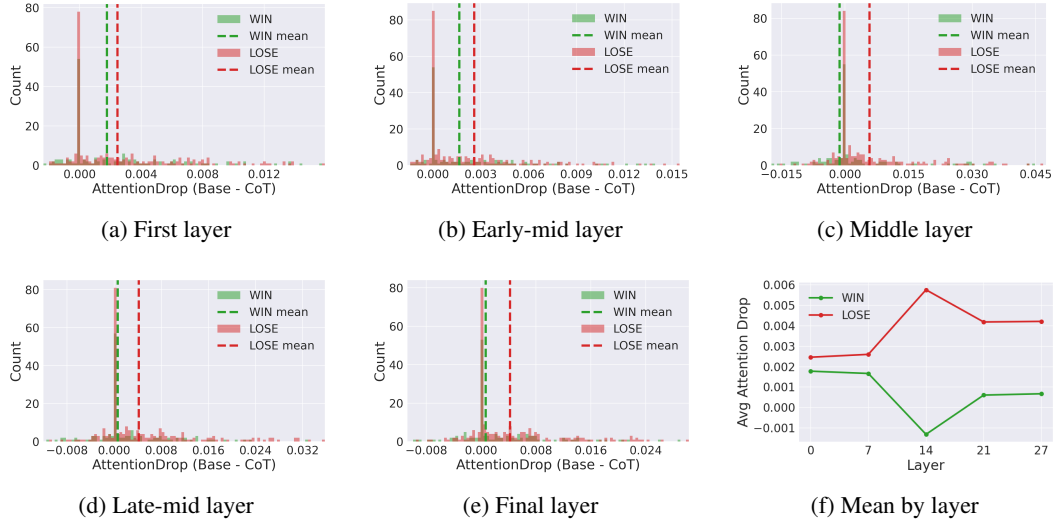 80
60
40
20
0
Count
WIN
WIN mean
LOSE
LOSE mean
0.000 0.004 0.008 0.012
AttentionDrop (Base - CoT)
(a) First layer
80
60
40
20
0
Count
WIN
WIN mean
LOSE
LOSE mean
0.000 0.003 0.006 0.009 0.012 0.015
AttentionDrop (Base - CoT)
(b) Early-mid layer
80
60
40
20
0
Count
WIN
WIN mean
LOSE
LOSE mean
−0.015 0.000 0.015 0.030 0.045
AttentionDrop (Base - CoT)
(c) Middle layer
80
60
40
20
0
Count
WIN
WIN mean
LOSE
LOSE mean
−0.008 0.000 0.008 0.016 0.024 0.032
AttentionDrop (Base - CoT)
(d) Late-mid layer
80
60
40
20
0
Count
WIN
WIN mean
LOSE
LOSE mean
−0.008 0.000 0.008 0.016 0.024
AttentionDrop (Base - CoT)
(e) Final layer
0.006
0.005
0.004
0.003
0.002
0.001
0.000
−0.001
Avg Attention Drop
WIN
LOSE
0 7 14 21 27
Layer
(f) Mean by layer